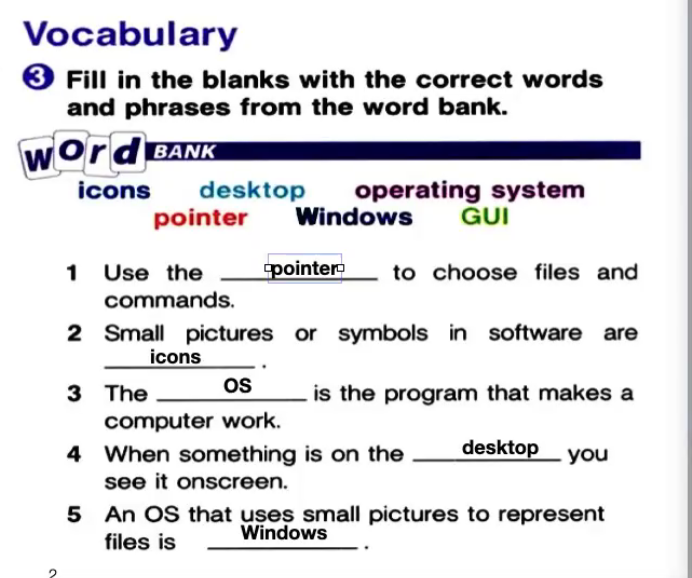 Vocabulary
3 Fill in the blanks with the correct words
and phrases from the word bank.
word BANK
icons desktop operating system
pointer Windows GUI
1 Use the pointer to choose files and
commands.
2 Small pictures or symbols in software are
icons .
3 The OS is the program that makes a
computer work.
4 When something is on the desktop you
see it onscreen.
5 An OS that uses small pictures to represent
files is Windows .